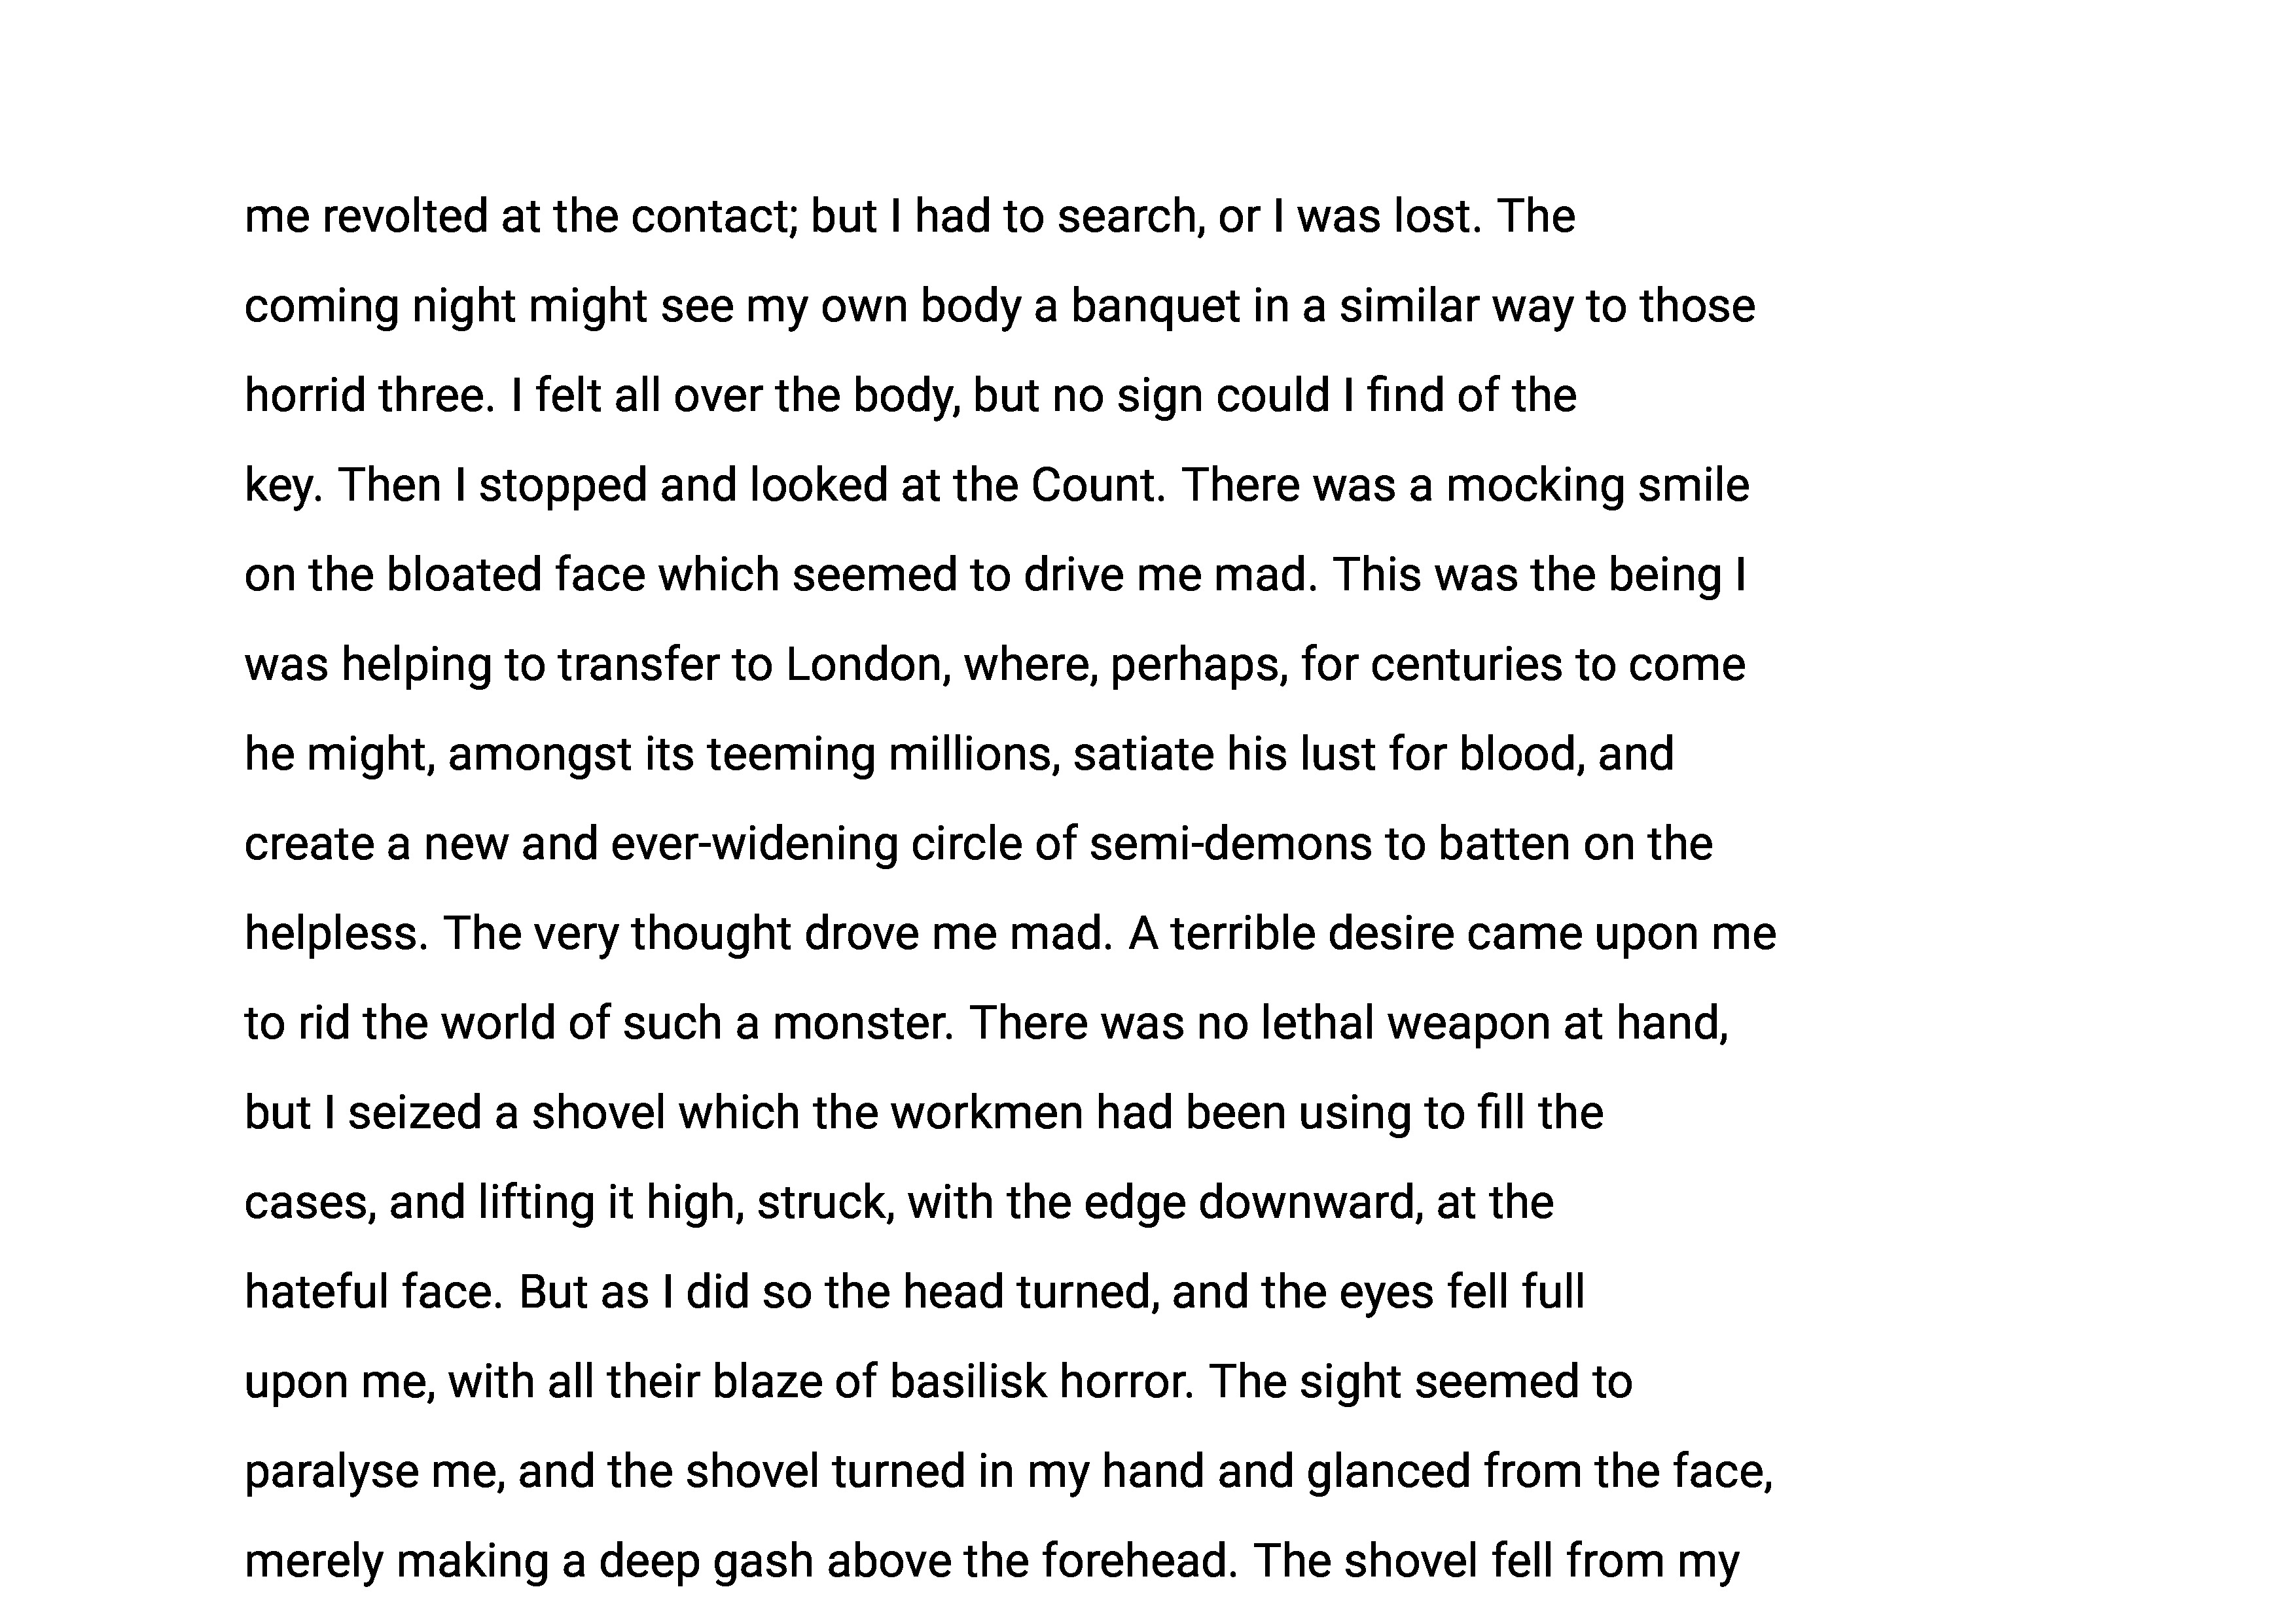 me revolted at the contact; but I had to search, or I was lost. The
coming night might see my own body a banquet in a similar way to those
horrid three. I felt all over the body, but no sign could I find of the
key. Then I stopped and looked at the Count. There was a mocking smile
on the bloated face which seemed to drive me mad. This was the being I
was helping to transfer to London, where, perhaps, for centuries to come
he might, amongst its teeming millions, satiate his lust for blood, and
create a new and ever-widening circle of semi-demons to batten on the
helpless. The very thought drove me mad. A terrible desire came upon me
to rid the world of such a monster. There was no lethal weapon at hand,
but I seized a shovel which the workmen had been using to fill the
cases, and lifting it high, struck, with the edge downward, at the
hateful face. But as I did so the head turned, and the eyes fell full
upon me, with all their blaze of basilisk horror. The sight seemed to
paralyse me, and the shovel turned in my hand and glanced from the face,
merely making a deep gash above the forehead. The shovel fell from my